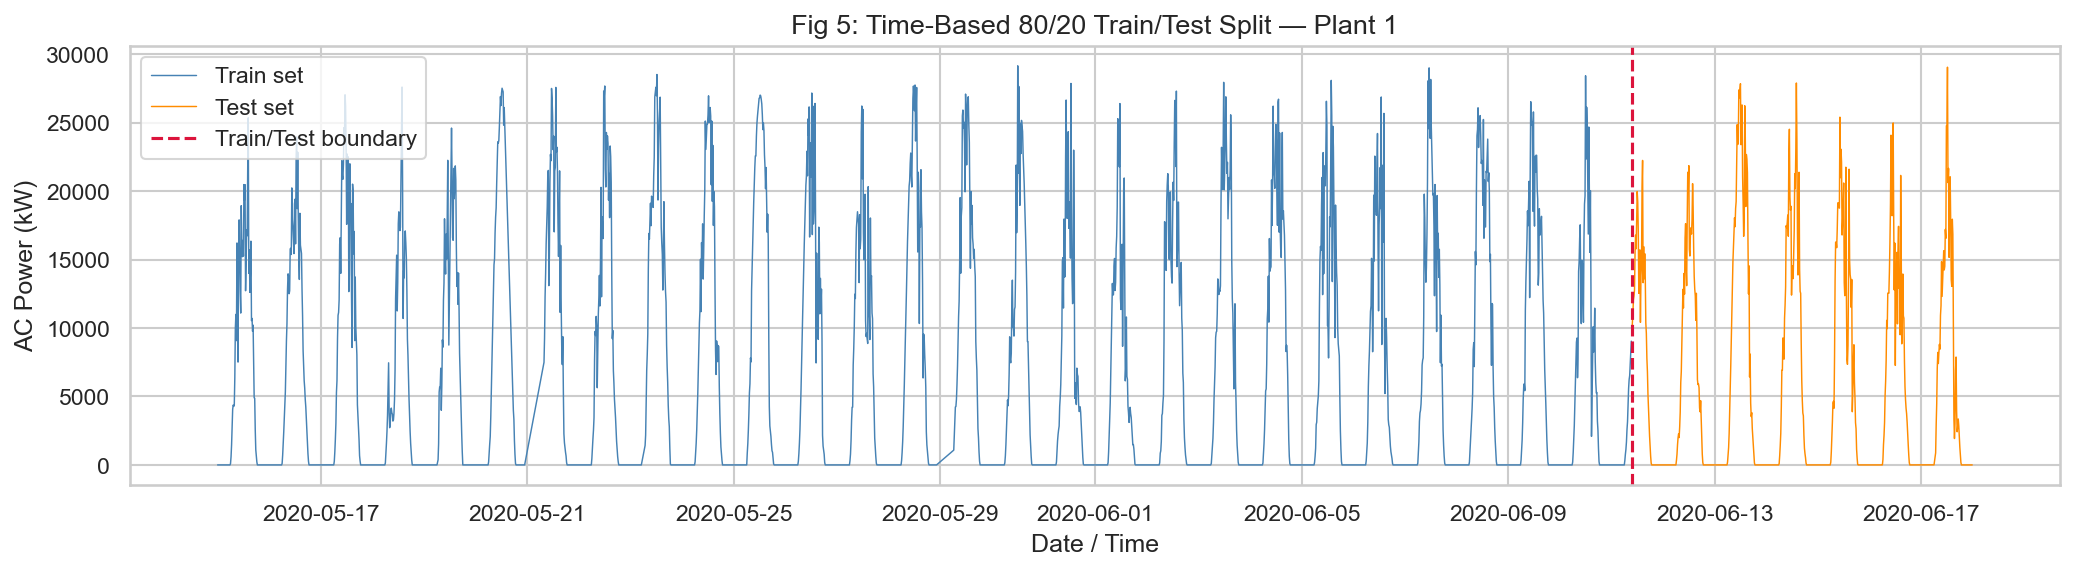 Fig 5: Time-Based 80/20 Train/Test Split — Plant 1
Train set
Test set
Train/Test boundary
AC Power (kW)
30000
25000
20000
15000
10000
5000
0
2020-05-17 2020-05-21 2020-05-25 2020-05-29 2020-06-01 2020-06-05 2020-06-09 2020-06-13 2020-06-17
Date / Time